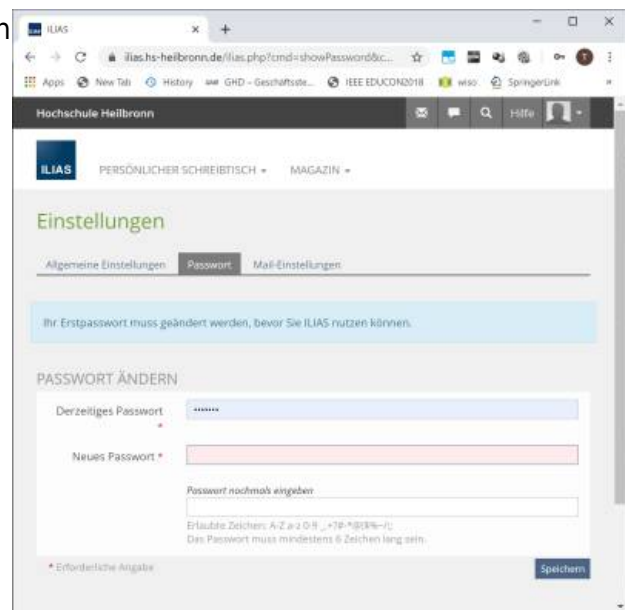 n
ILIAS
ilias.hs-heilbronn.de/ilias.php?cmd=showPassword&c...
Apps New Tab History GHD - Geschäftsste... IEEE EDUCON2018 wiso SpringerLink »
Hochschule Heilbronn Hilfe
ILIAS PERSÖNLICHER SCHREIBTISCH MAGAZIN
Einstellungen
Allgemeine Einstellungen Passwort Mail-Einstellungen
Ihr Erstpasswort muss geändert werden, bevor Sie ILIAS nutzen können.
PASSWORT ÄNDERN
Derzeitiges Passwort *
•••••••
Neues Passwort *
Passwort nochmals eingeben
Erlaubte Zeichen: A-Z a-z 0-9
Das Passwort muss mindestens 6 Zeichen lang sein.
* Erforderliche Angabe Speichern